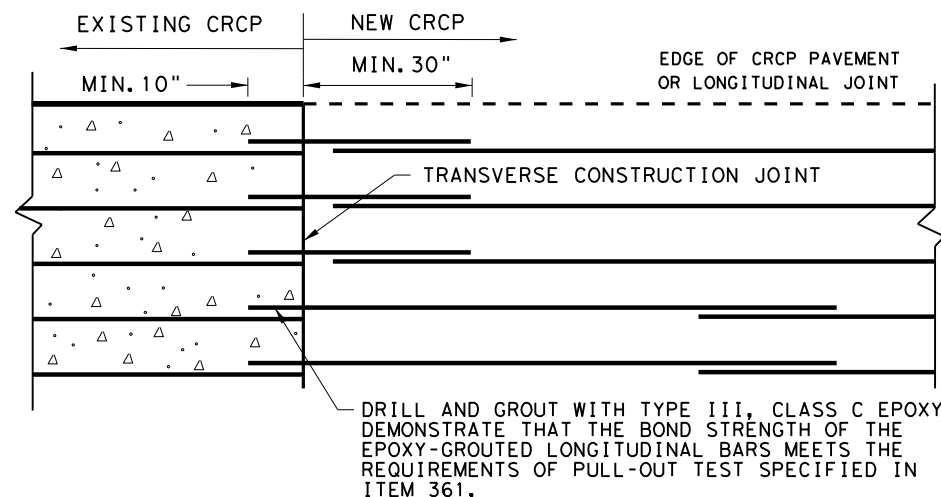 EXISTING CRCP
NEW CRCP
MIN. 10"
MIN. 30"
EDGE OF CRCP PAVEMENT
OR LONGITUDINAL JOINT
TRANSVERSE CONSTRUCTION JOINT
DRILL AND GROUT WITH TYPE III, CLASS C EPOXY
DEMONSTRATE THAT THE BOND STRENGTH OF THE
EPOXY-GROUTED LONGITUDINAL BARS MEETS THE
REQUIREMENTS OF PULL-OUT TEST SPECIFIED IN
ITEM 361.